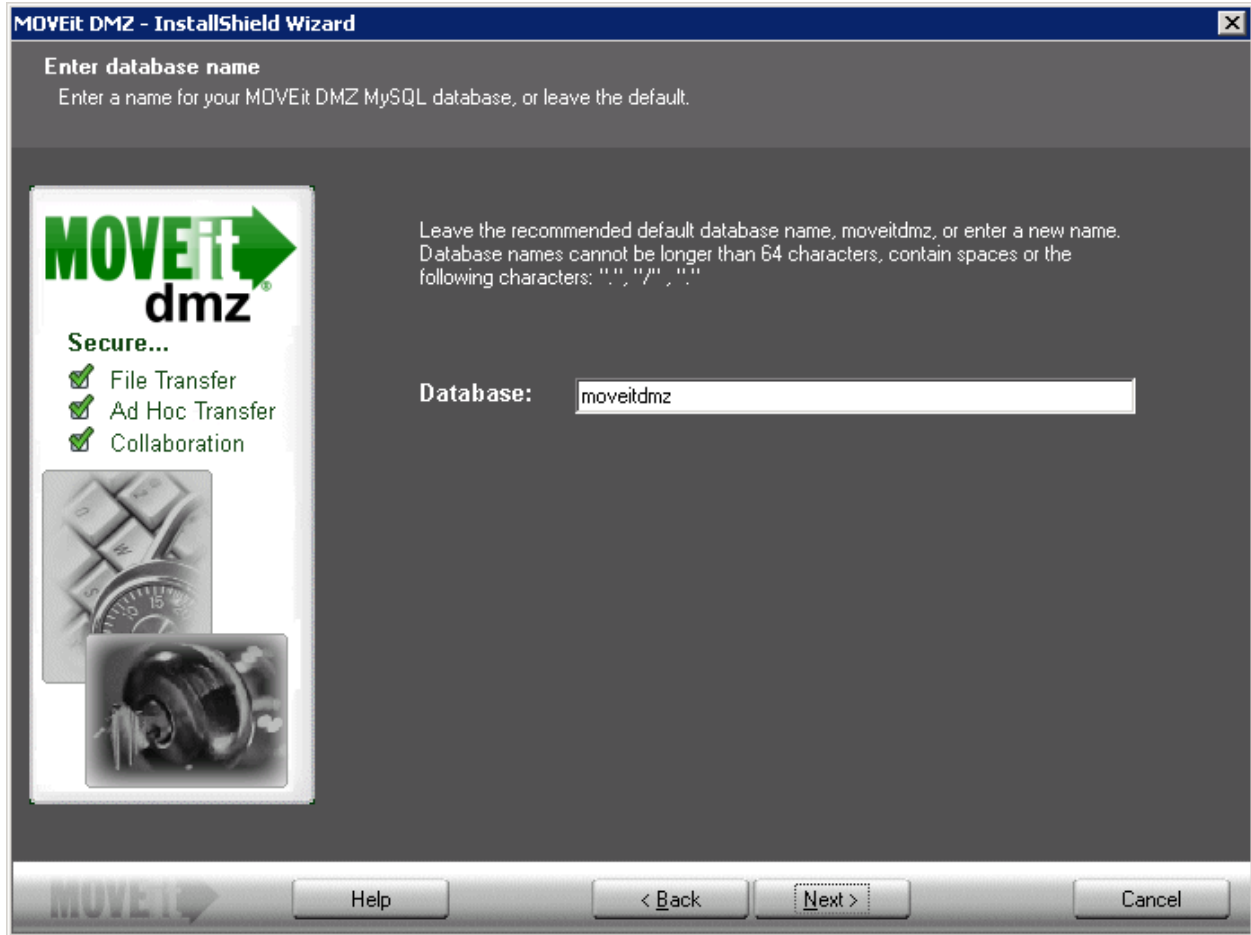 MOVEit DMZ - InstallShield Wizard
Enter database name
Enter a name for your MOVEit DMZ MySQL database, or leave the default.
MOVEit
dmz®
Secure...
File Transfer
Ad Hoc Transfer
Collaboration
Leave the recommended default database name, moveitdmz, or enter a new name.
Database names cannot be longer than 64 characters, contain spaces or the
following characters: ".", "/" , "."
Database:
moveitdmz
MOVEit
Help
< Back
Next >
Cancel